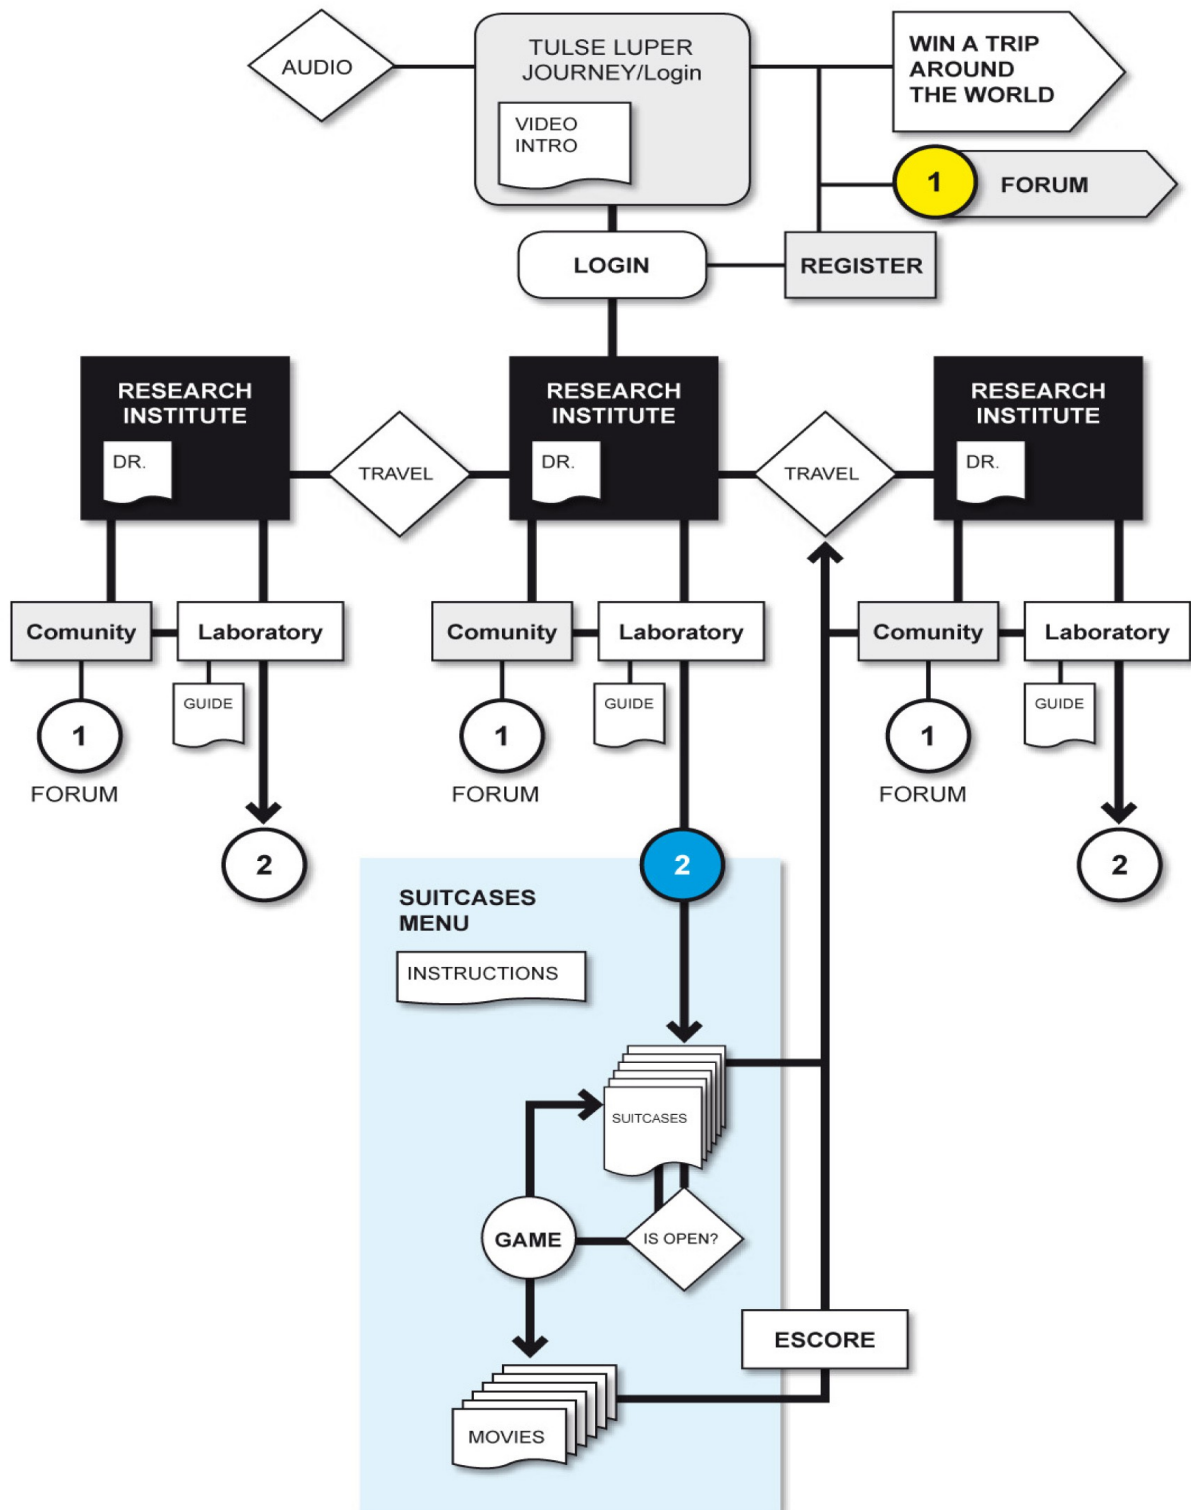 AUDIO
TULSE LUPER
JOURNEY/Login
VIDEO
INTRO
WIN A TRIP
AROUND
THE WORLD
1
FORUM
LOGIN
REGISTER
RESEARCH
INSTITUTE
DR.
TRAVEL
RESEARCH
INSTITUTE
DR.
TRAVEL
RESEARCH
INSTITUTE
DR.
Comunity
Laboratory
Comunity
Laboratory
Comunity
Laboratory
1
GUIDE
FORUM
1
GUIDE
FORUM
1
GUIDE
FORUM
2
2
2
SUITCASES
MENU
INSTRUCTIONS
SUITCASES
GAME
IS OPEN?
ESCORE
MOVIES